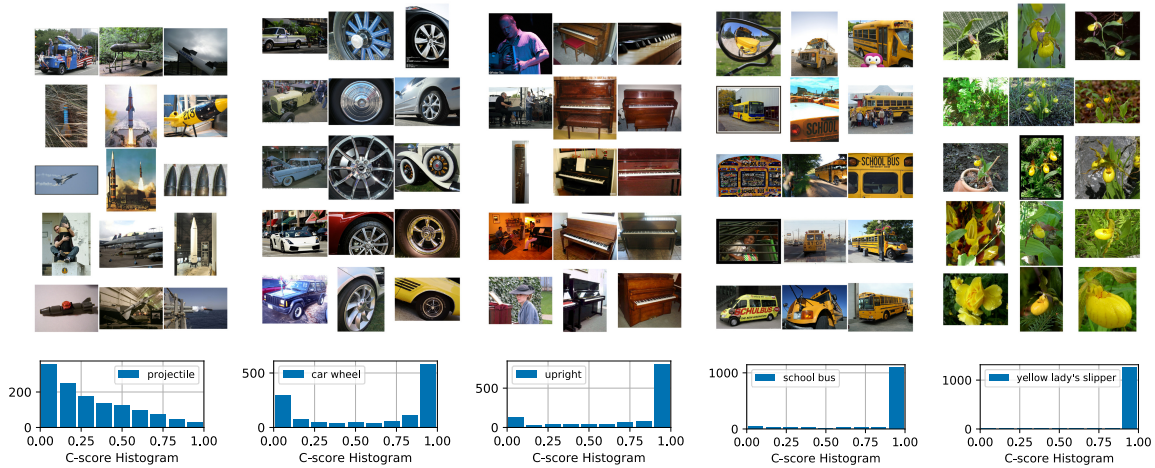 SCHOOL
SCHOOL BUS
SCHULBUS
projectile
car wheel
upright
school bus
yellow lady's slipper
200
0
500
0
500
0
1000
0
1000
0
0.00 0.25 0.50 0.75 1.00
0.00 0.25 0.50 0.75 1.00
0.00 0.25 0.50 0.75 1.00
0.00 0.25 0.50 0.75 1.00
0.00 0.25 0.50 0.75 1.00
C-score Histogram
C-score Histogram
C-score Histogram
C-score Histogram
C-score Histogram